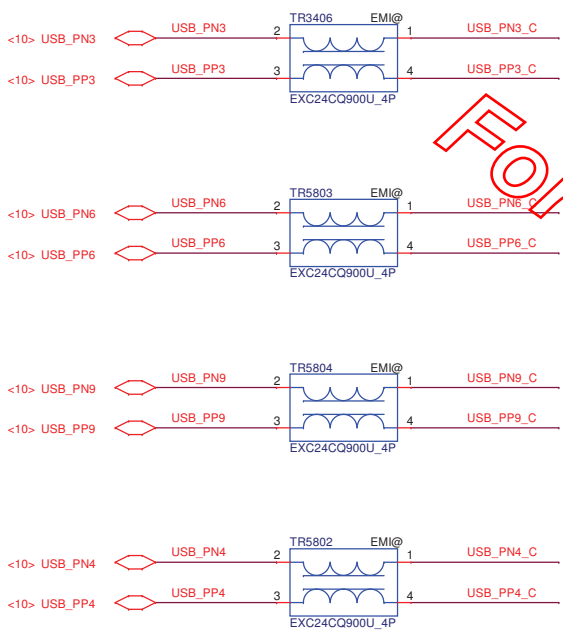 TR3406 EMI@
<10> USB_PN3 USB_PN3 2 1 USB_PN3_C
<10> USB_PP3 USB_PP3 3 4 USB_PP3_C
EXC24CQ900U_4P
For
TR5803 EMI@
<10> USB_PN6 USB_PN6 2 1 USB_PN6_C
<10> USB_PP6 USB_PP6 3 4 USB_PP6_C
EXC24CQ900U_4P
TR5804 EMI@
<10> USB_PN9 USB_PN9 2 1 USB_PN9_C
<10> USB_PP9 USB_PP9 3 4 USB_PP9_C
EXC24CQ900U_4P
TR5802 EMI@
<10> USB_PN4 USB_PN4 2 1 USB_PN4_C
<10> USB_PP4 USB_PP4 3 4 USB_PP4_C
EXC24CQ900U_4P